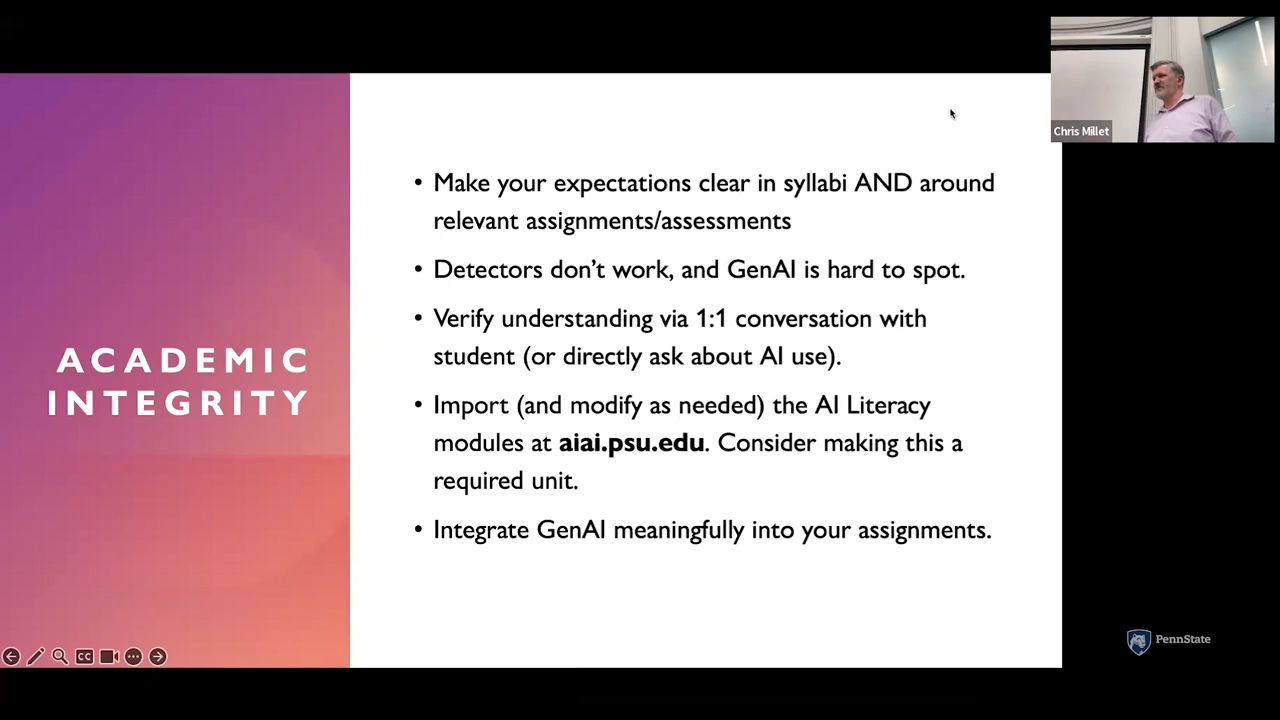 Chris Millet
ACADEMIC
INTEGRITY
• Make your expectations clear in syllabi AND around
relevant assignments/assessments
• Detectors don’t work, and GenAI is hard to spot.
• Verify understanding via 1:1 conversation with
student (or directly ask about AI use).
• Import (and modify as needed) the AI Literacy
modules at aiai.psu.edu. Consider making this a
required unit.
• Integrate GenAI meaningfully into your assignments.
CC
PennState